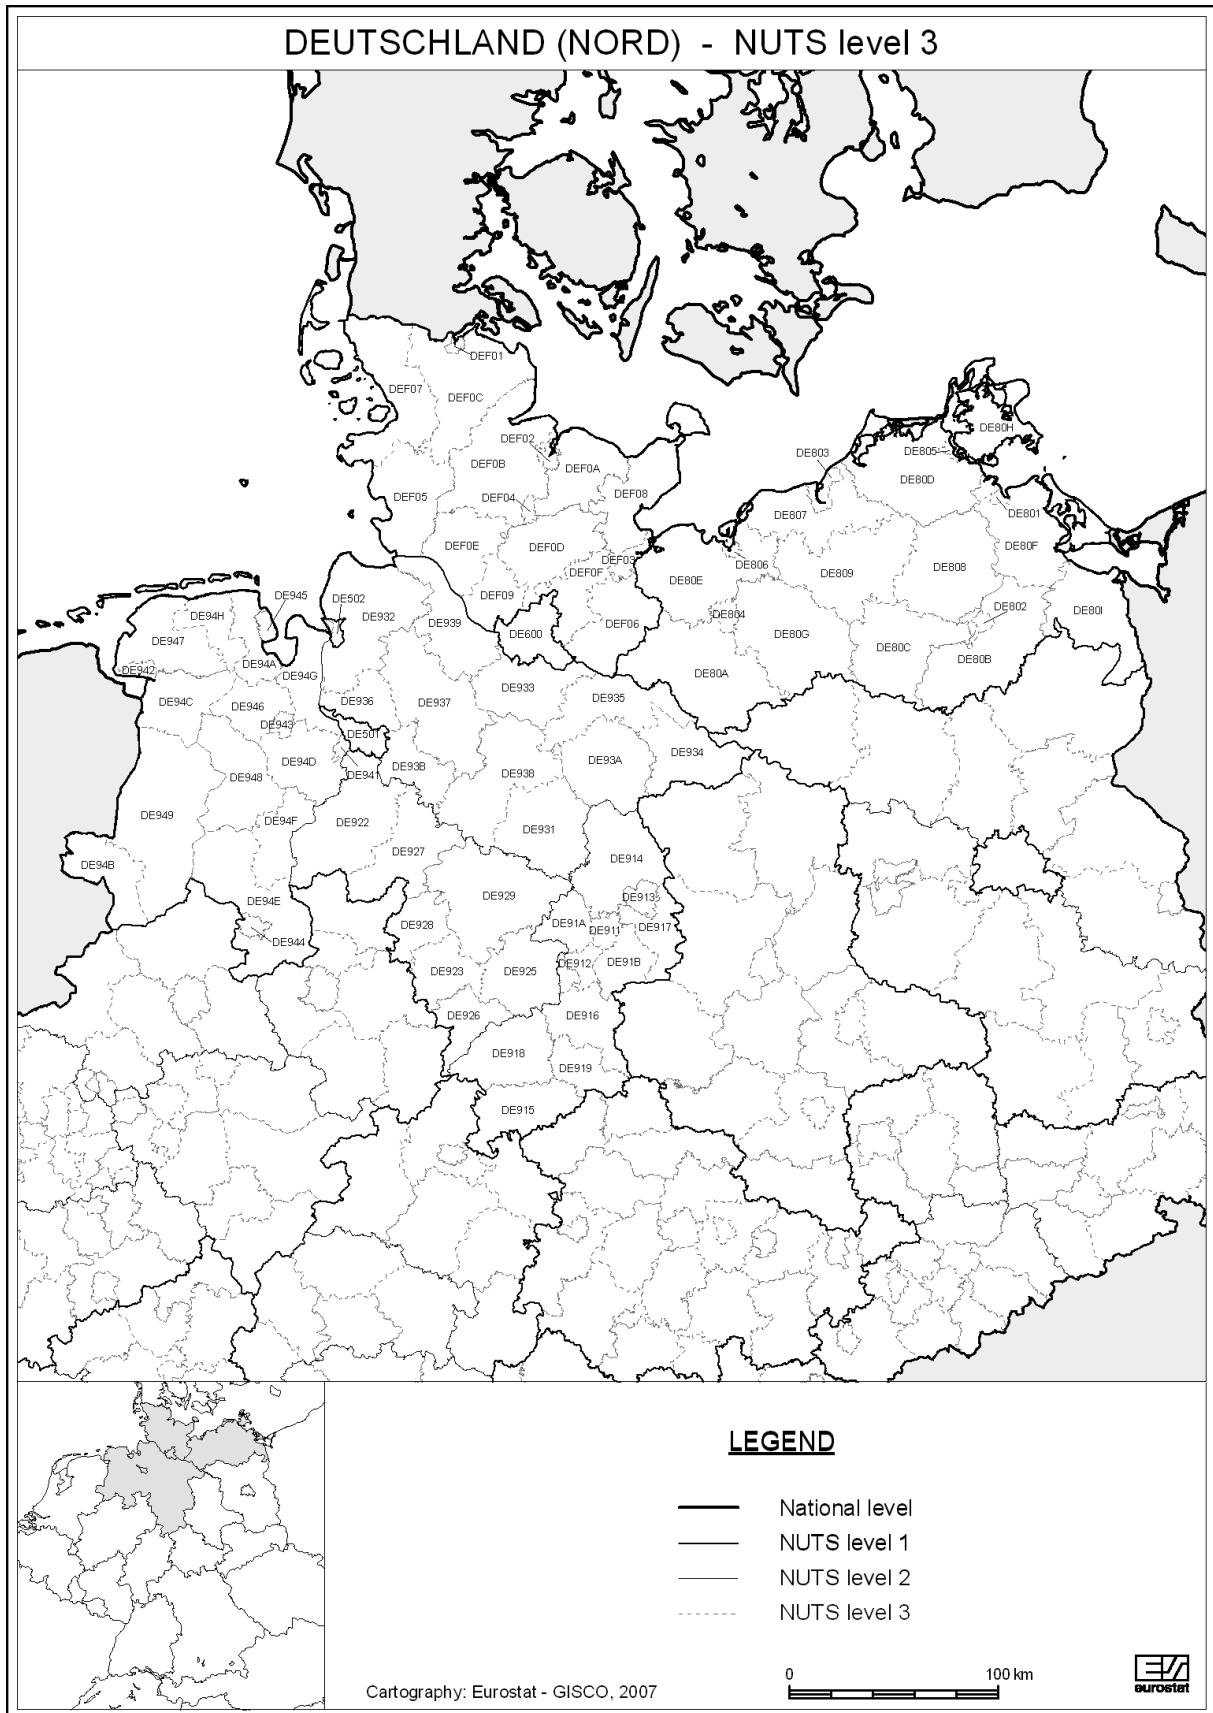 DEUTSCHLAND (NORD) - NUTS level 3
DEF01
DEF07
DEF0C
DE80H
DEF02
DE805
DE803
DEF0B
DEF0A
DE80D
DEF05
DEF04
DEF08
DE807
DE801
DEF0E
DEF0D
DE80F
DEF03
DE806
DE808
DEF0F
DE80E
DE809
DE945
DE502
DEF09
DE802
DE80I
DE94H
DE932
DE804
DE939
DEF06
DE600
DE80G
DE947
DE80C
DE80B
DE94A
DE942
DE94G
DE80A
DE933
DE935
DE94C
DE946
DE936
DE937
DE943
DE501
DE934
DE94D
DE93A
DE941
DE93B
DE938
DE948
DE949
DE94F
DE922
DE931
DE927
DE914
DE94B
DE929
DE913
DE94E
DE928
DE91A
DE911
DE917
DE944
DE912
DE91B
DE923
DE925
DE926
DE916
DE918
DE919
DE915
LEGEND
National level
NUTS level 1
NUTS level 2
NUTS level 3
0 100 km
Cartography: Eurostat - GISCO, 2007
eurostat